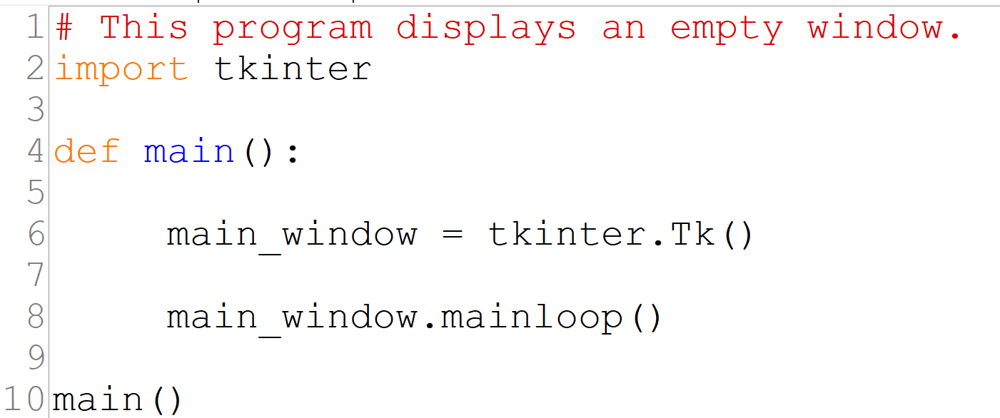 1 # This program displays an empty window.
2 import tkinter
3
4 def main():
5
6     main_window = tkinter.Tk()
7
8     main_window.mainloop()
9
10 main()